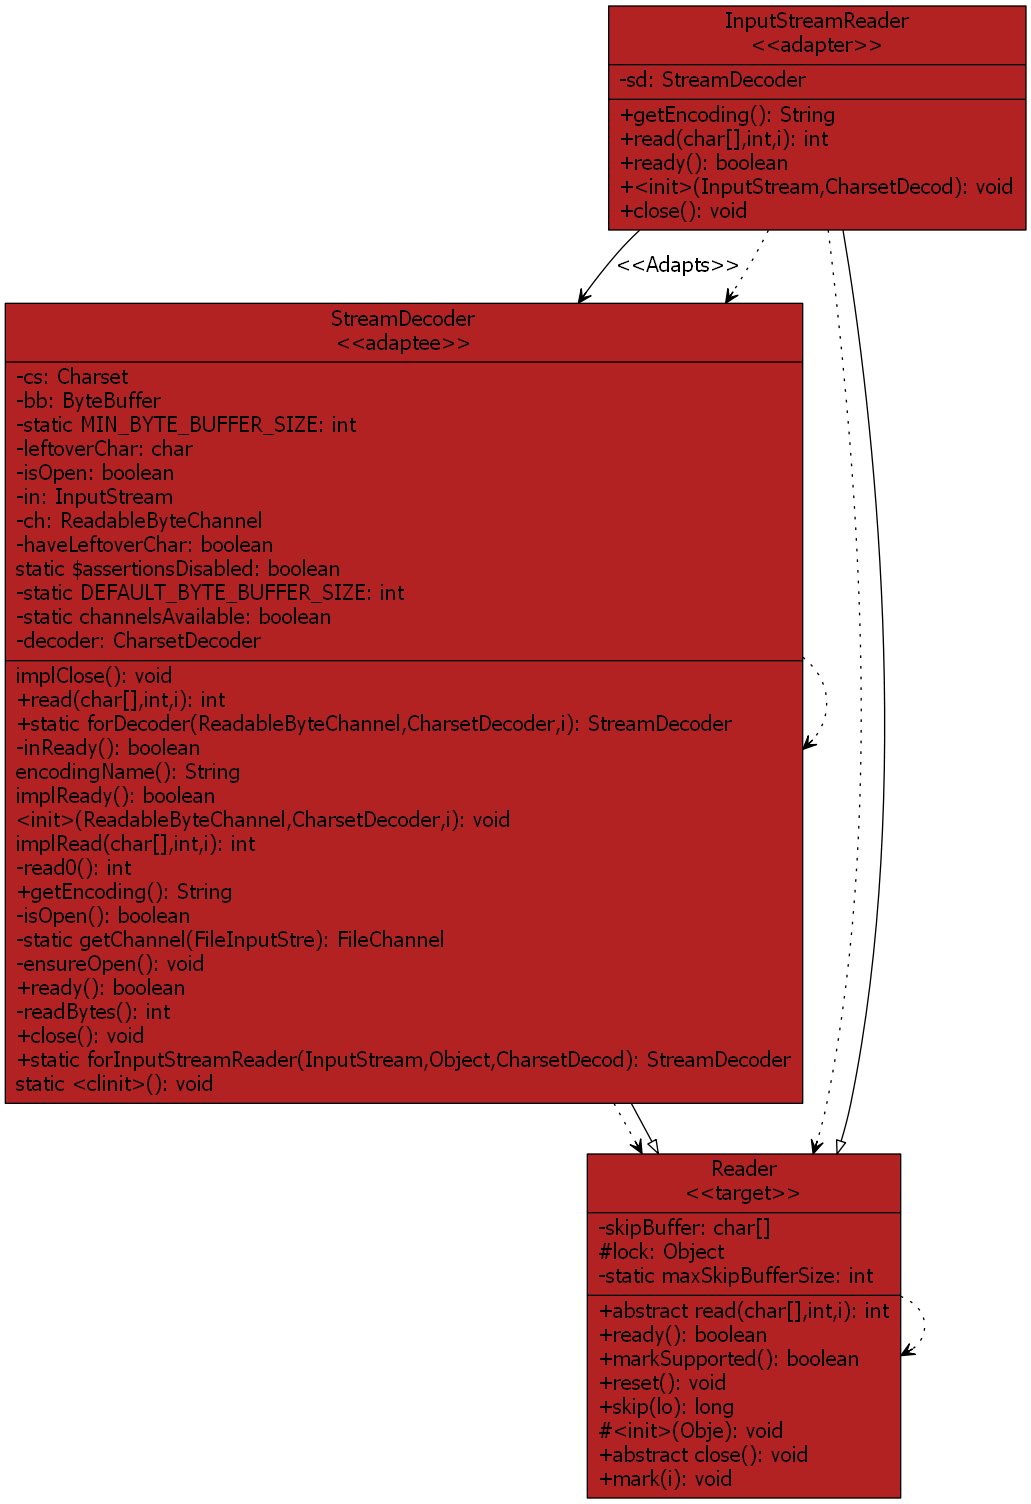 InputStreamReader
<<adapter>>
-sd: StreamDecoder
+getEncoding(): String
+read(char[],int,i): int
+ready(): boolean
+<init>(InputStream,CharsetDecod): void
+close(): void
<<Adapts>>
StreamDecoder
<<adaptee>>
-cs: Charset
-bb: ByteBuffer
-static MIN_BYTE_BUFFER_SIZE: int
-leftoverChar: char
-isOpen: boolean
-in: InputStream
-ch: ReadableByteChannel
-haveLeftoverChar: boolean
static $assertionsDisabled: boolean
-static DEFAULT_BYTE_BUFFER_SIZE: int
-static channelsAvailable: boolean
-decoder: CharsetDecoder
implClose(): void
+read(char[],int,i): int
+static forDecoder(ReadableByteChannel,CharsetDecoder,i): StreamDecoder
-inReady(): boolean
encodingName(): String
implReady(): boolean
<init>(ReadableByteChannel,CharsetDecoder,i): void
implRead(char[],int,i): int
-read0(): int
+getEncoding(): String
-isOpen(): boolean
-static getChannel(FileInputStre): FileChannel
-ensureOpen(): void
+ready(): boolean
-readBytes(): int
+close(): void
+static forInputStreamReader(InputStream,Object,CharsetDecod): StreamDecoder
static <clinit>(): void
Reader
<<target>>
-skipBuffer: char[]
#lock: Object
-static maxSkipBufferSize: int
+abstract read(char[],int,i): int
+ready(): boolean
+markSupported(): boolean
+reset(): void
+skip(lo): long
#<init>(Obje): void
+abstract close(): void
+mark(i): void